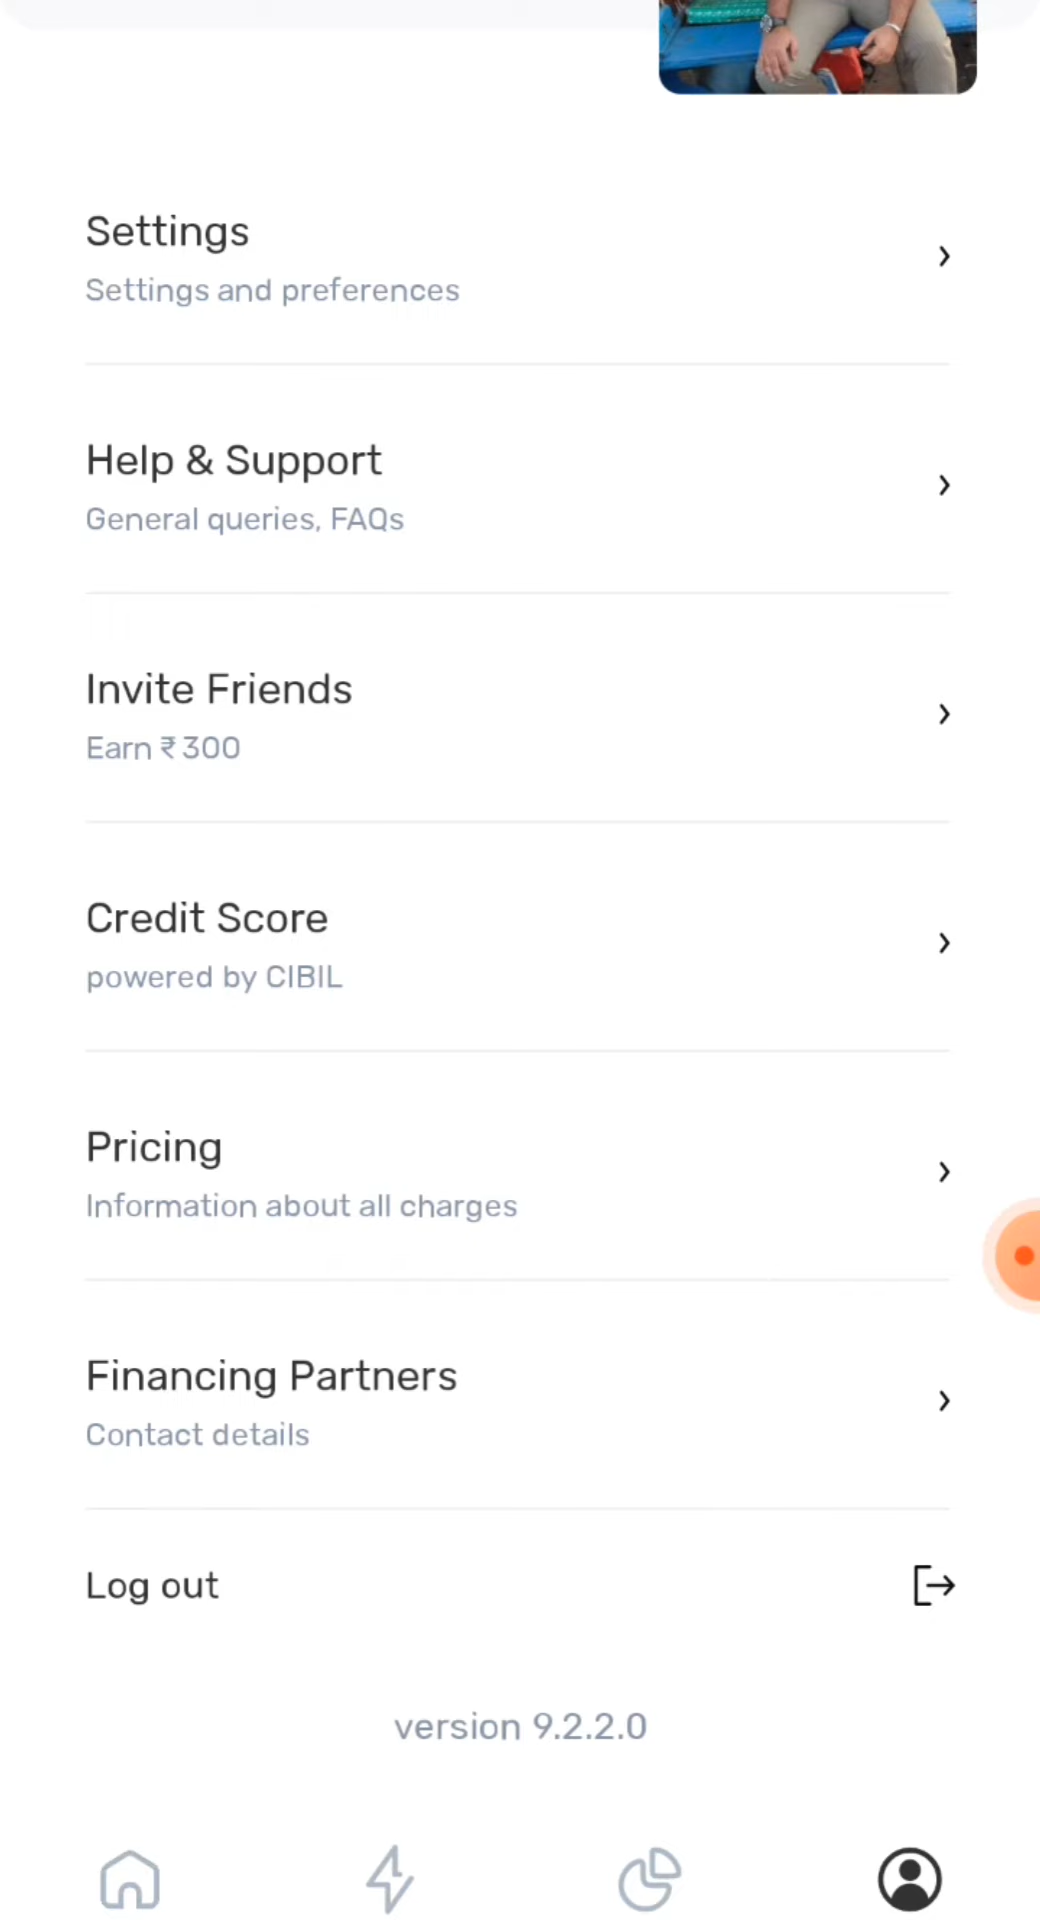 Settings
Settings and preferences
Help & Support
General queries, FAQs
Invite Friends
Earn ₹300
Credit Score
powered by CIBIL
Pricing
Information about all charges
Financing Partners
Contact details
Log out
version 9.2.2.0